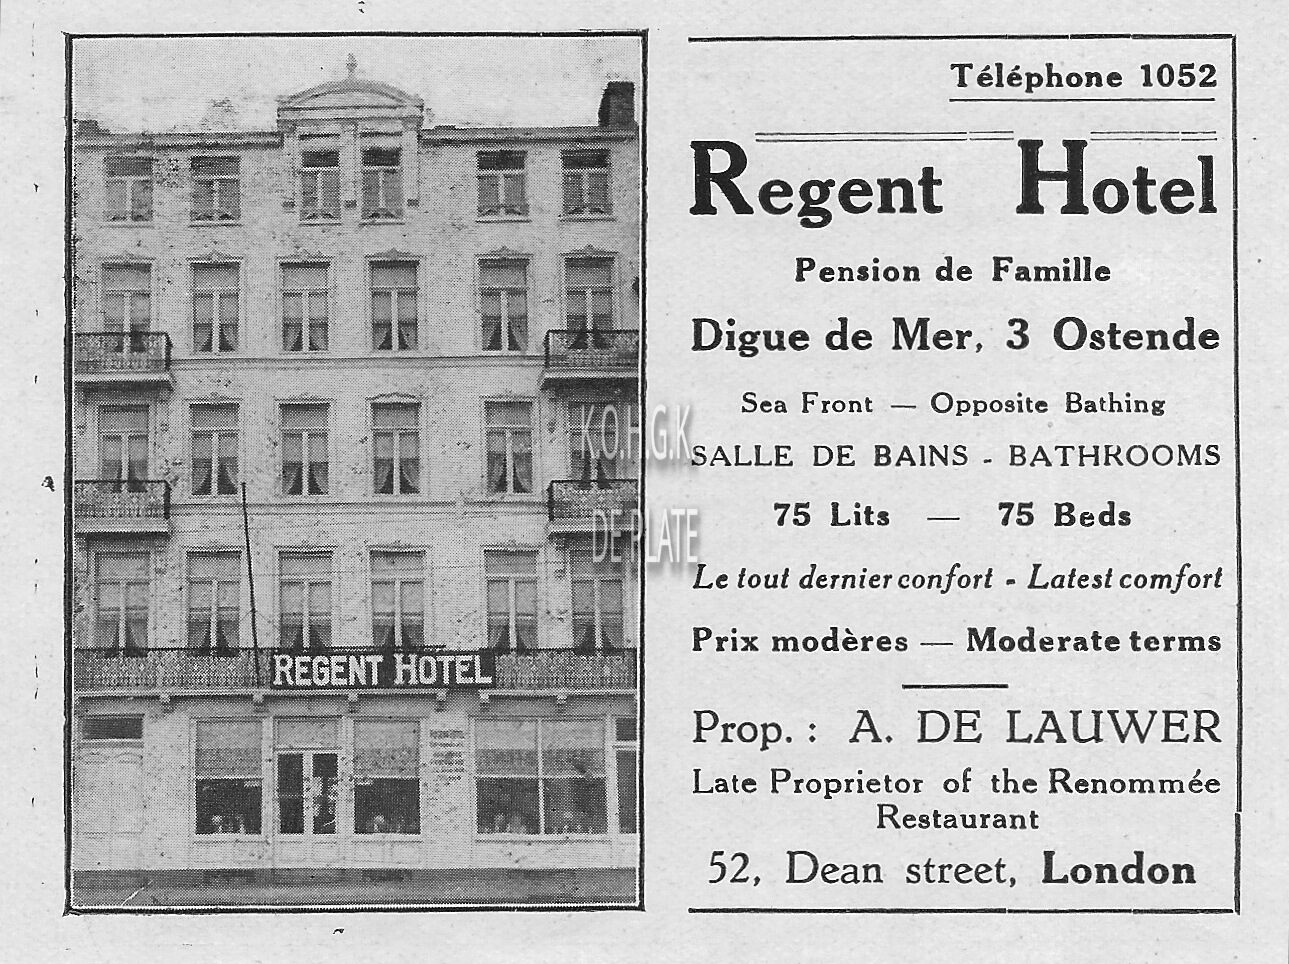 REGENT HOTEL
K.O.H.G.K
DE PLATE
Téléphone 1052
Regent Hotel
Pension de Famille
Digue de Mer, 3 Ostende
Sea Front — Opposite Bathing
SALLE DE BAINS - BATHROOMS
75 Lits — 75 Beds
Le tout dernier confort - Latest comfort
Prix modères — Moderate terms
Prop. : A. DE LAUWER
Late Proprietor of the Renommée
Restaurant
52, Dean street, London